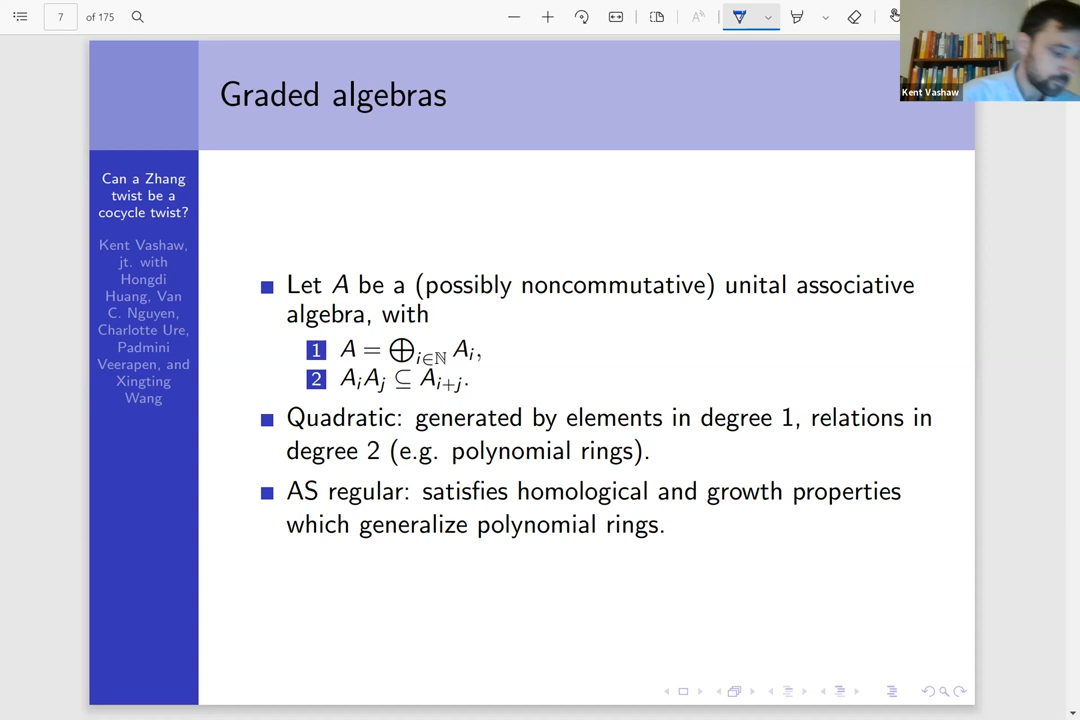 7 of 175
Kent Vashaw
Graded algebras
Can a Zhang
twist be a
cocycle twist?
Kent Vashaw,
jt. with
Hongdi
Huang, Van
C. Nguyen,
Charlotte Ure,
Padmini
Veerapen, and
Xingting
Wang
Let A be a (possibly noncommutative) unital associative
algebra, with
1 A = ⨁_{i∈ℕ} A_i,
2 A_iA_j ⊆ A_{i+j}.
Quadratic: generated by elements in degree 1, relations in
degree 2 (e.g. polynomial rings).
AS regular: satisfies homological and growth properties
which generalize polynomial rings.